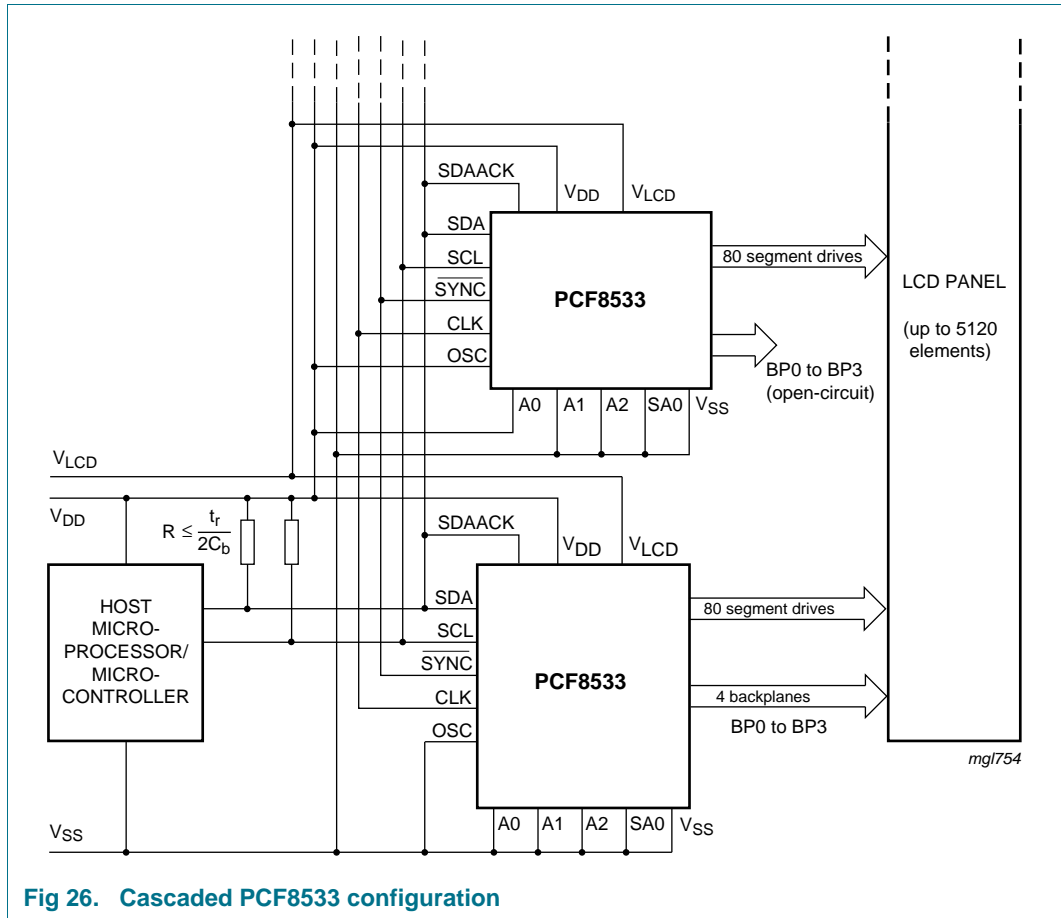 SDAACK
VDD
VLCD
SDA
SCL
SYNC
CLK
OSC
PCF8533
80 segment drives
BP0 to BP3
(open-circuit)
A0 A1 A2 SA0 VSS
LCD PANEL
(up to 5120
elements)
VLCD
VDD
R ≤ tr
2Cb
SDAACK
VDD
VLCD
HOST
MICRO-
PROCESSOR/
MICRO-
CONTROLLER
SDA
SCL
SYNC
CLK
OSC
PCF8533
80 segment drives
4 backplanes
BP0 to BP3
mgl754
A0 A1 A2 SA0 VSS
VSS
Fig 26. Cascaded PCF8533 configuration